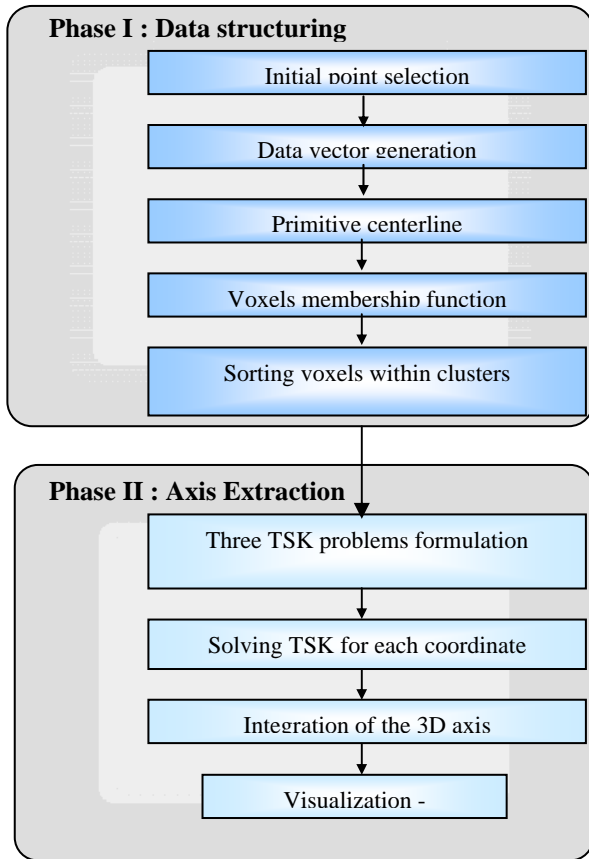 Phase I : Data structuring
Initial point selection
Data vector generation
Primitive centerline
Voxels membership function
Sorting voxels within clusters
Phase II : Axis Extraction
Three TSK problems formulation
Solving TSK for each coordinate
Integration of the 3D axis
Visualization -